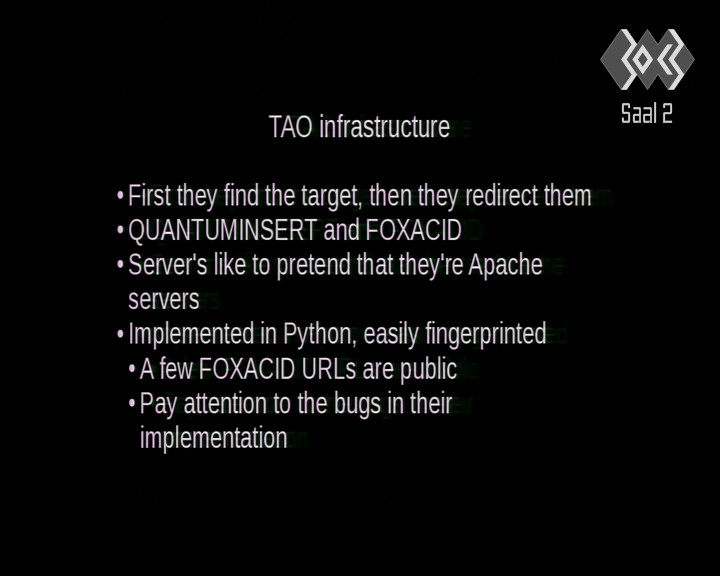 Saal 2
TAO infrastructure
• First they find the target, then they redirect them
• QUANTUMINSERT and FOXACID
• Server's like to pretend that they're Apache
servers
• Implemented in Python, easily fingerprinted
• A few FOXACID URLs are public
• Pay attention to the bugs in their
implementation